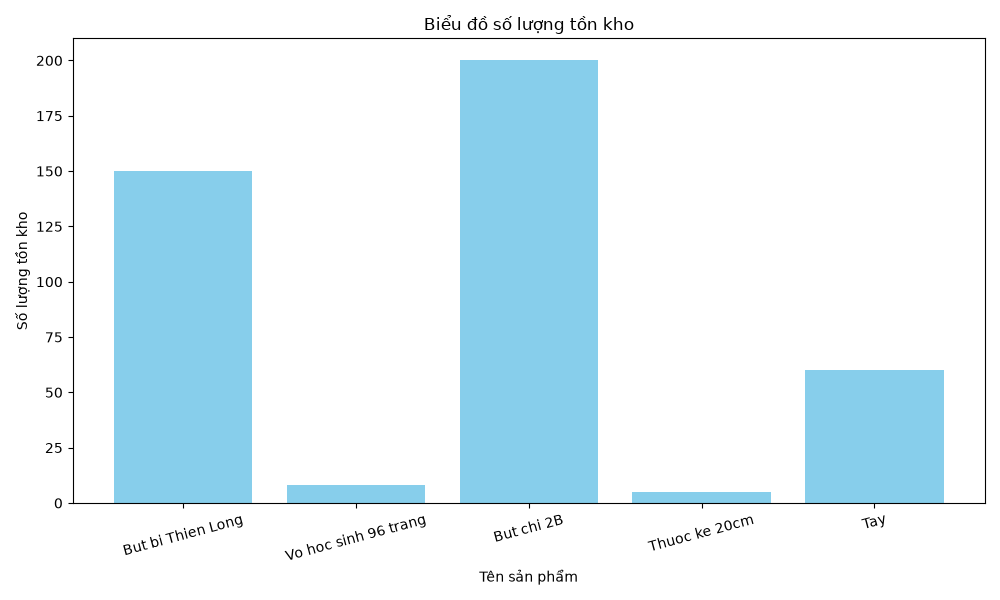 Biểu đồ số lượng tồn kho
Số lượng tồn kho
200
175
150
125
100
75
50
25
0
But bi Thien Long
Vo hoc sinh 96 trang
But chi 2B
Thuoc ke 20cm
Tay
Tên sản phẩm